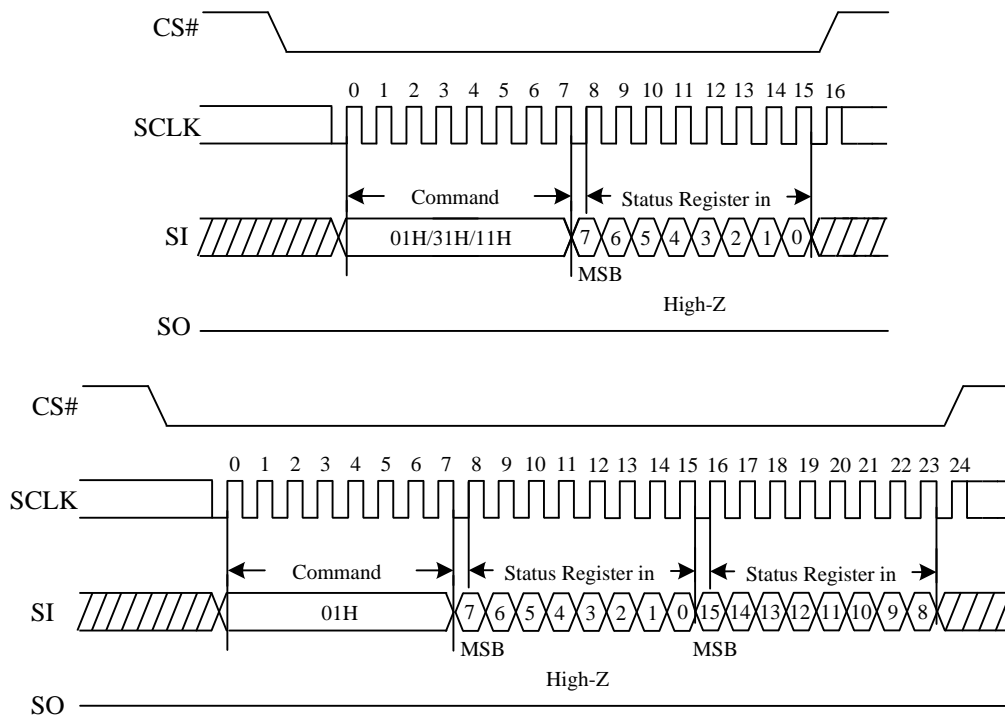 CS#
0 1 2 3 4 5 6 7 8 9 10 11 12 13 14 15 16
SCLK
Command Status Register in
SI 01H/31H/11H 7 6 5 4 3 2 1 0
MSB
High-Z
SO
CS#
0 1 2 3 4 5 6 7 8 9 10 11 12 13 14 15 16 17 18 19 20 21 22 23 24
SCLK
Command Status Register in Status Register in
SI 01H 7 6 5 4 3 2 1 0 15 14 13 12 11 10 9 8
MSB MSB
High-Z
SO